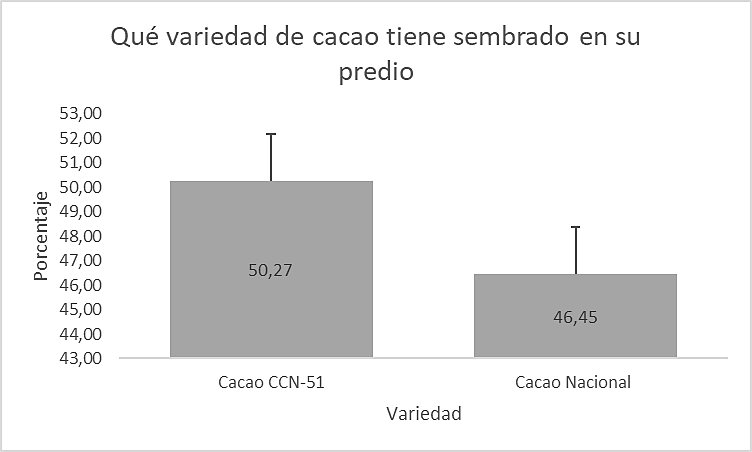 Qué variedad de cacao tiene sembrado en su
predio
Porcentaje
53,00
52,00
51,00
50,00
49,00
48,00
47,00
46,00
45,00
44,00
43,00
50,27
46,45
Cacao CCN-51
Cacao Nacional
Variedad